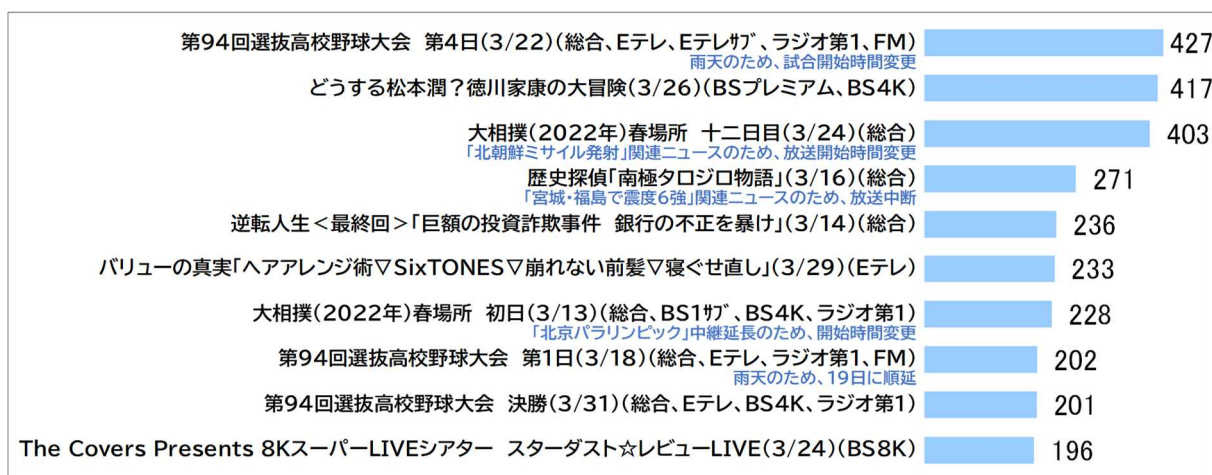 第94回選抜高校野球大会 第4日(3/22)(総合、Eテレ、Eテレｻﾌﾞ、ラジオ第1、FM) 427
雨天のため、試合開始時間変更
どうする松本潤？徳川家康の大冒険(3/26)(BSプレミアム、BS4K) 417
大相撲(2022年)春場所 十二日目(3/24)(総合) 403
「北朝鮮ミサイル発射」関連ニュースのため、放送開始時間変更
歴史探偵「南極タロジロ物語」(3/16)(総合) 271
「宮城・福島で震度6強」関連ニュースのため、放送中断
逆転人生＜最終回＞「巨額の投資詐欺事件 銀行の不正を暴け」(3/14)(総合) 236
バリューの真実「ヘアアレンジ術▽SixTONES▽崩れない前髪▽寝ぐせ直し」(3/29)(Eテレ) 233
大相撲(2022年)春場所 初日(3/13)(総合、BS1ｻﾌﾞ、BS4K、ラジオ第1) 228
「北京パラリンピック」中継延長のため、開始時間変更
第94回選抜高校野球大会 第1日(3/18)(総合、Eテレ、ラジオ第1、FM) 202
雨天のため、19日に順延
第94回選抜高校野球大会 決勝(3/31)(総合、Eテレ、BS4K、ラジオ第1) 201
The Covers Presents 8KスーパーLIVEシアター スターダスト☆レビューLIVE(3/24)(BS8K) 196